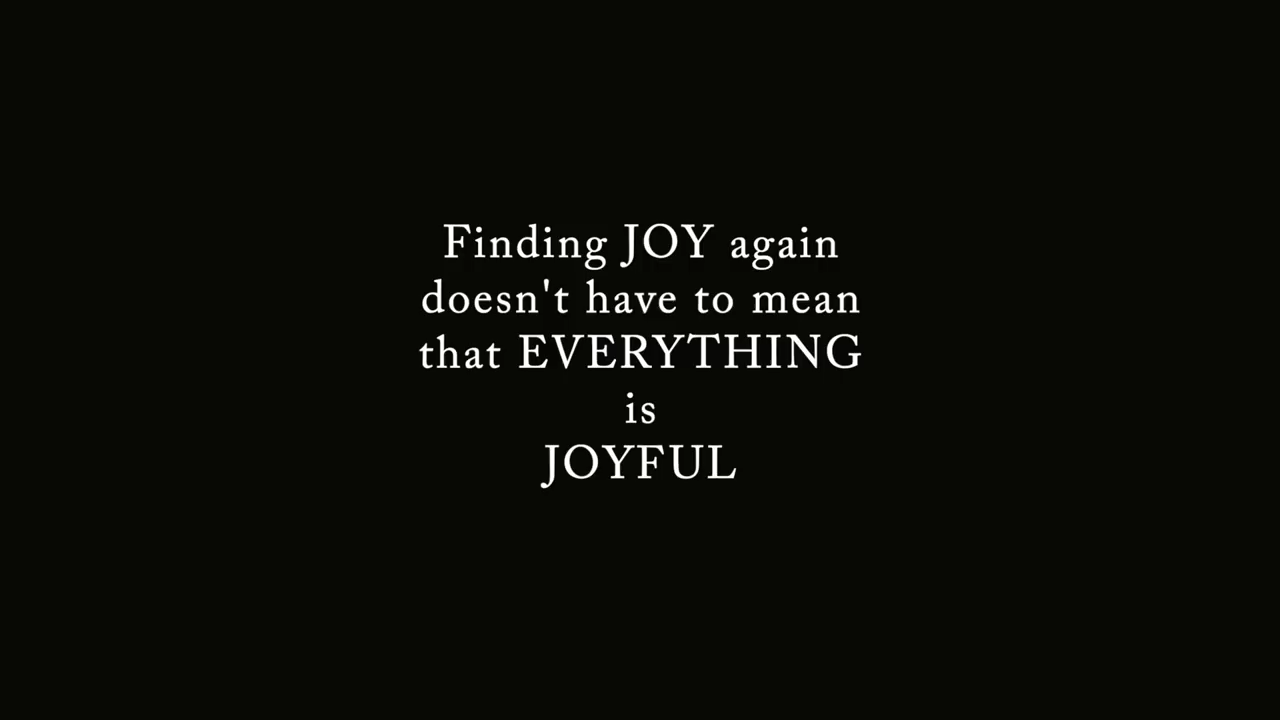 Finding JOY again
doesn't have to mean
that EVERYTHING
is
JOYFUL